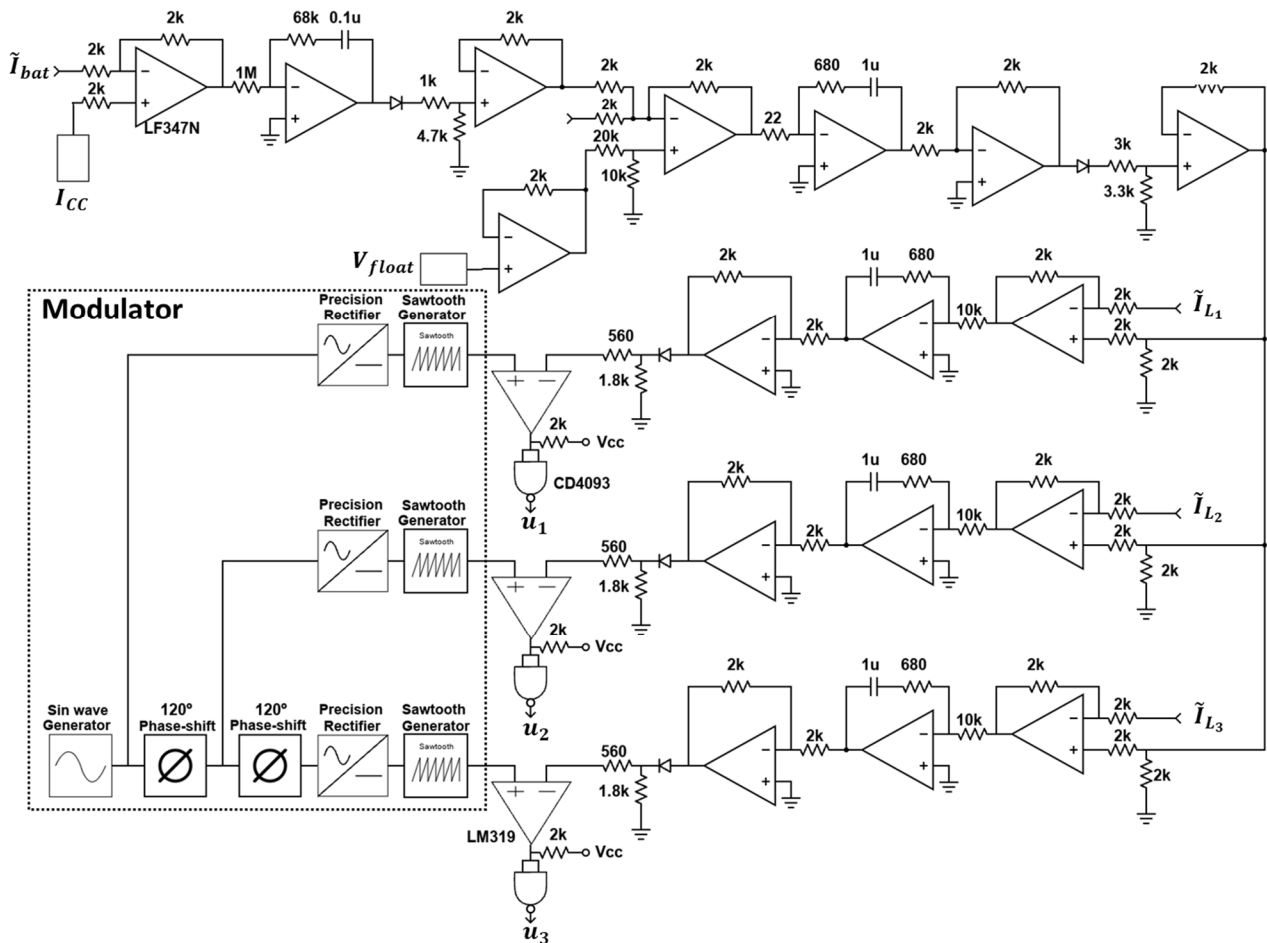 2k
68k
0.1u
2k
2k
2k
2k
680
1u
2k
Ĩbat
2k
2k
1M
1k
4.7k
LF347N
2k
20k
10k
22
2k
3k
3.3k
ICC
2k
Vfloat
Modulator
Precision Rectifier
Sawtooth Generator
Sawtooth
560
1.8k
2k
2k
1u
680
10k
2k
2k
2k
2k
ĨL1
2k
Vcc
CD4093
u1
Precision Rectifier
Sawtooth Generator
Sawtooth
560
1.8k
2k
2k
1u
680
10k
2k
2k
2k
2k
ĨL2
2k
Vcc
u2
Sin wave Generator
120º Phase-shift
120º Phase-shift
Precision Rectifier
Sawtooth Generator
Sawtooth
560
1.8k
2k
2k
1u
680
10k
2k
2k
2k
2k
ĨL3
LM319
2k
Vcc
u3